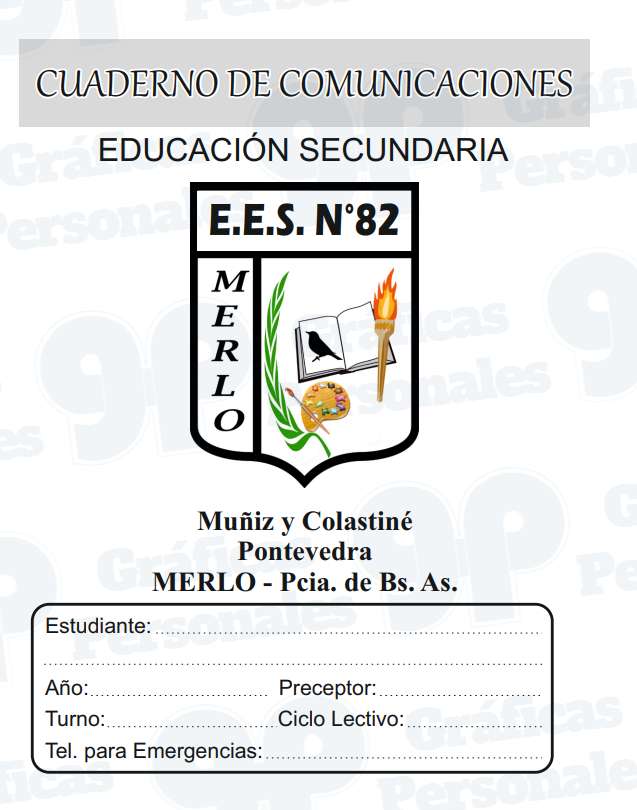 CUADERNO DE COMUNICACIONES
EDUCACIÓN SECUNDARIA
E.E.S. N°82
MERLO
Muñiz y Colastiné
Pontevedra
MERLO - Pcia. de Bs. As.
Estudiante:
Año: Preceptor:
Turno: Ciclo Lectivo:
Tel. para Emergencias:
gp Gráficas Personales